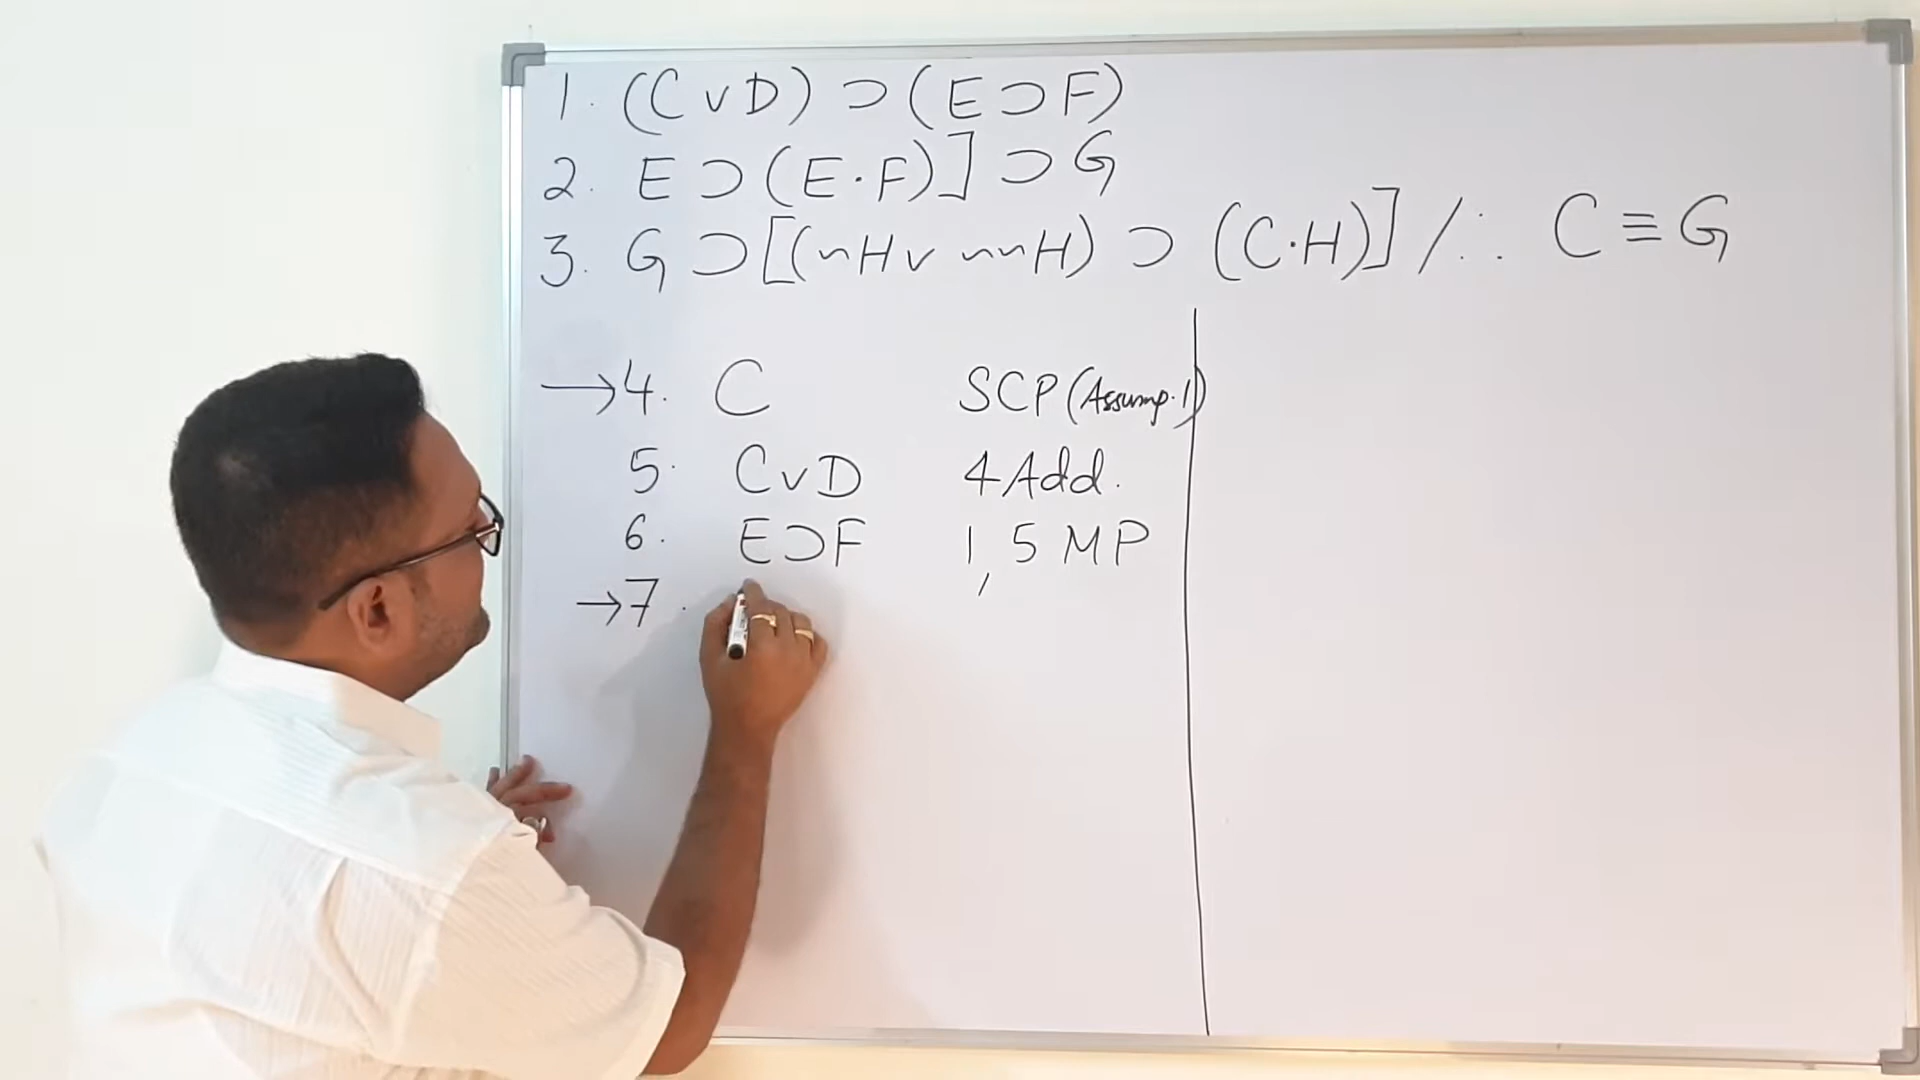 1. (C v D) ⊃ (E ⊃ F)
2. E ⊃ (E · F)] ⊃ G
3. G ⊃ [(~H v ~~H) ⊃ (C · H)] / ∴ C ≡ G
→ 4. C SCP (Assump. 1)
5. C v D 4 Add.
6. E ⊃ F 1, 5 MP
→ 7.